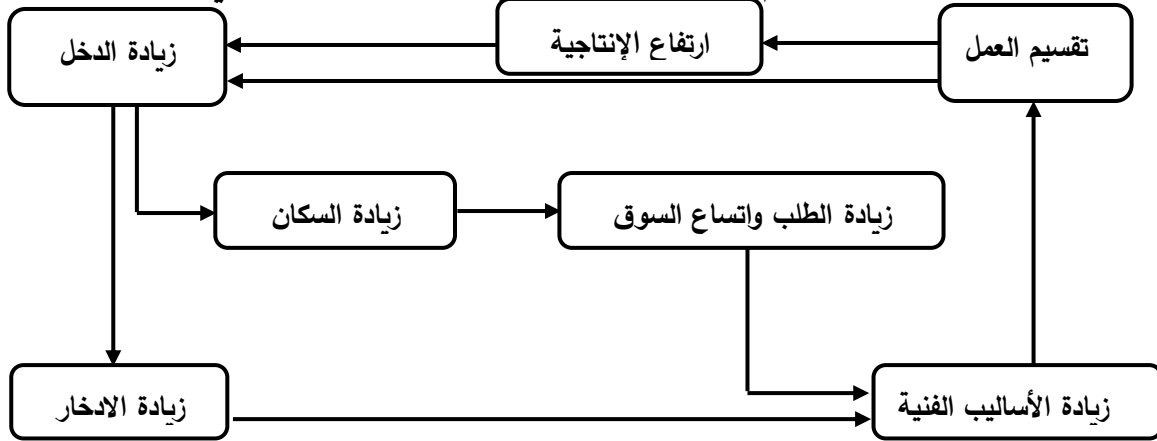 تقسيم العمل
ارتفاع الإنتاجية
زيادة الدخل
زيادة السكان
زيادة الطلب واتساع السوق
زيادة الادخار
زيادة الأساليب الفنية